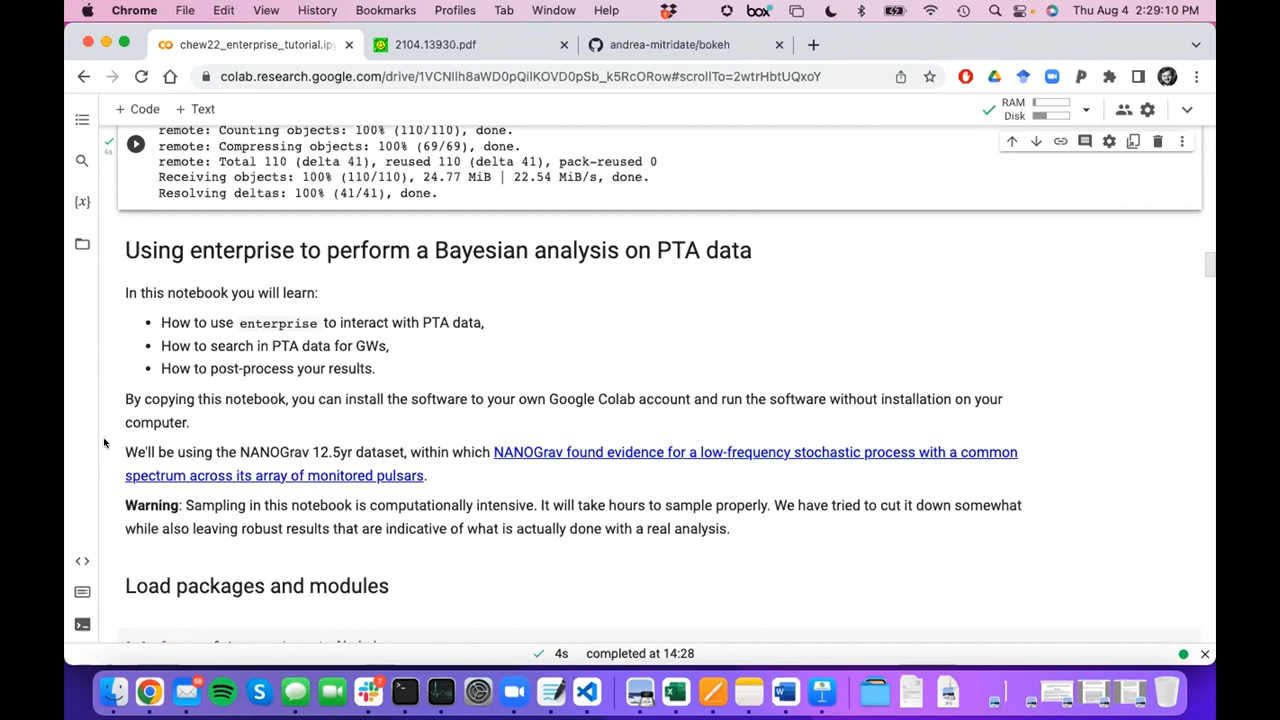 Chrome File Edit View History Bookmarks Profiles Tab Window Help box Thu Aug 4 2:29:10 PM
chew22_enterprise_tutorial.ipy 2104.13930.pdf andrea-mitridate/bokeh
colab.research.google.com/drive/1VCNIlh8aWD0pQiIKOVD0pSb_k5RcORow#scrollTo=2wtrHbtUQxoY
+ Code + Text RAM
Disk
remote: Counting objects: 100% (110/110), done.
4s remote: Compressing objects: 100% (69/69), done.
remote: Total 110 (delta 41), reused 110 (delta 41), pack-reused 0
Receiving objects: 100% (110/110), 24.77 MiB | 22.54 MiB/s, done.
Resolving deltas: 100% (41/41), done.
{x}
Using enterprise to perform a Bayesian analysis on PTA data
In this notebook you will learn:
• How to use enterprise to interact with PTA data,
• How to search in PTA data for GWs,
• How to post-process your results.
By copying this notebook, you can install the software to your own Google Colab account and run the software without installation on your
computer.
We'll be using the NANOGrav 12.5yr dataset, within which NANOGrav found evidence for a low-frequency stochastic process with a common
spectrum across its array of monitored pulsars.
Warning: Sampling in this notebook is computationally intensive. It will take hours to sample properly. We have tried to cut it down somewhat
while also leaving robust results that are indicative of what is actually done with a real analysis.
Load packages and modules
4s completed at 14:28